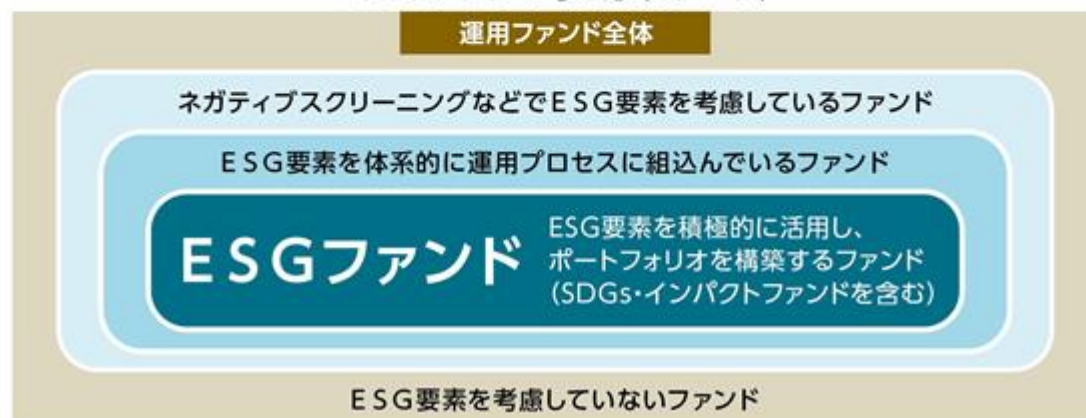 運用ファンド全体
ネガティブスクリーニングなどでESG要素を考慮しているファンド
ESG要素を体系的に運用プロセスに組込んでいるファンド
ESGファンド
ESG要素を積極的に活用し、
ポートフォリオを構築するファンド
(SDGs・インパクトファンドを含む)
ESG要素を考慮していないファンド